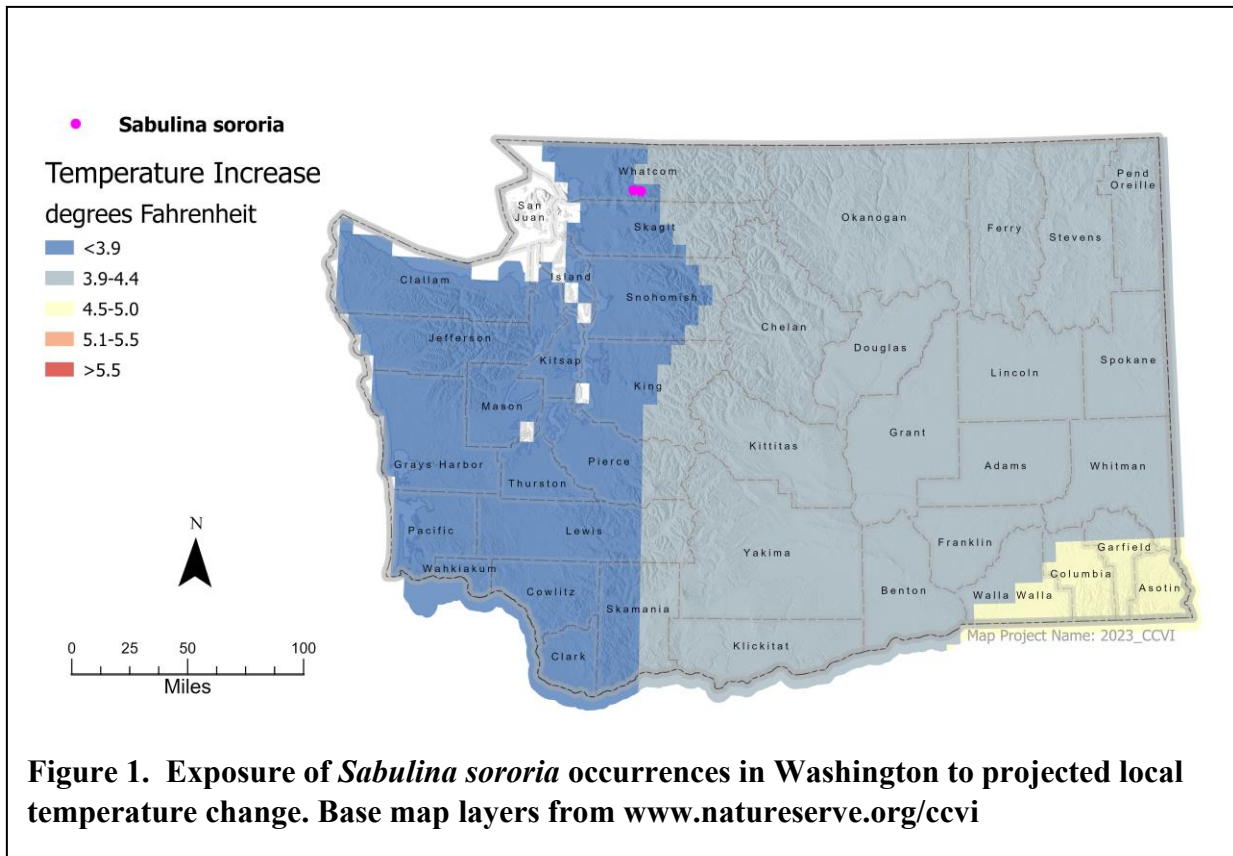 Sabulina sororia
Temperature Increase
degrees Fahrenheit
<3.9
3.9-4.4
4.5-5.0
5.1-5.5
>5.5
Whatcom
San
Juan
Skagit
Okanogan
Ferry
Stevens
Pend
Oreille
Clallam
Island
Snohomish
Jefferson
Chelan
Douglas
Kitsap
King
Lincoln
Spokane
Mason
Grant
Kittitas
Grays Harbor
Pierce
Adams
Whitman
Thurston
Pacific
Lewis
Yakima
Franklin
Garfield
Wahkiakum
Columbia
Cowlitz
Skamania
Benton
Walla Walla
Asotin
Clark
Klickitat
Map Project Name: 2023_CCVI
N
0 25 50 100
Miles
Figure 1. Exposure of Sabulina sororia occurrences in Washington to projected local
temperature change. Base map layers from www.natureserve.org/ccvi